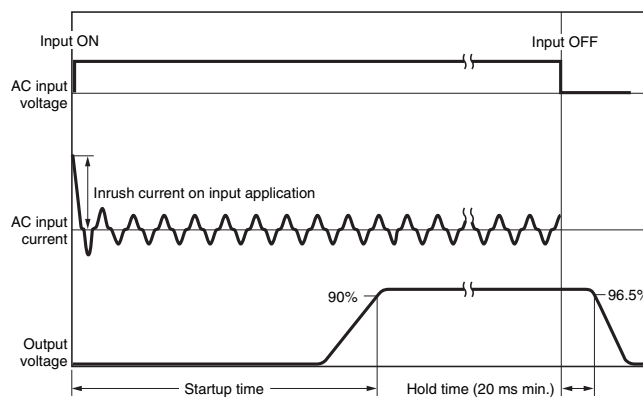 Input ON
Input OFF
AC input
voltage
Inrush current on input application
AC input
current
90%
96.5%
Output
voltage
Startup time
Hold time (20 ms min.)